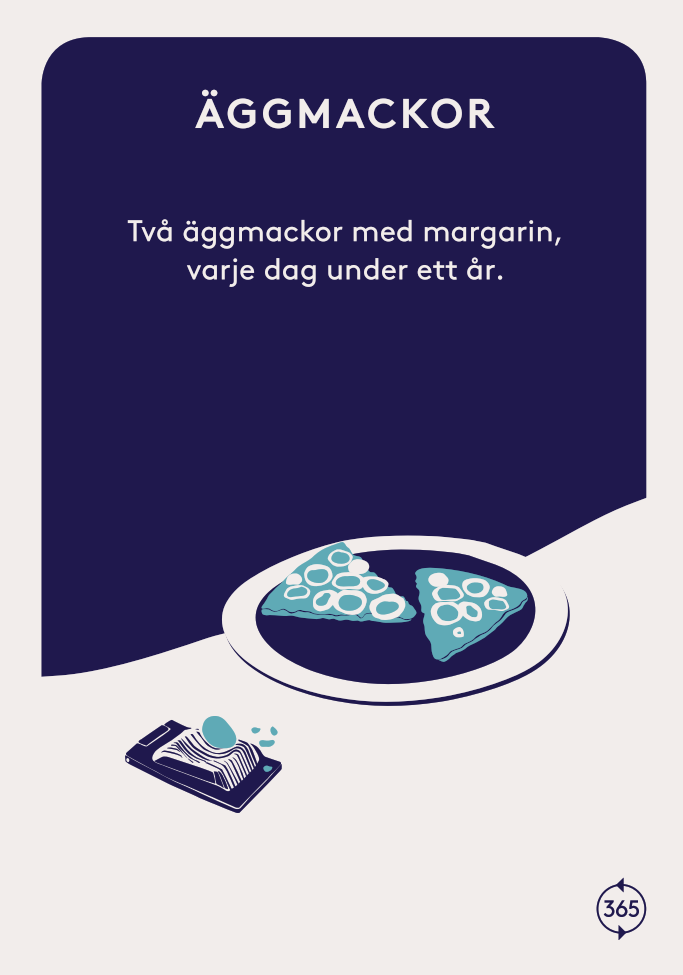 ÄGGMACKOR
Två äggmackor med margarin,
varje dag under ett år.
365